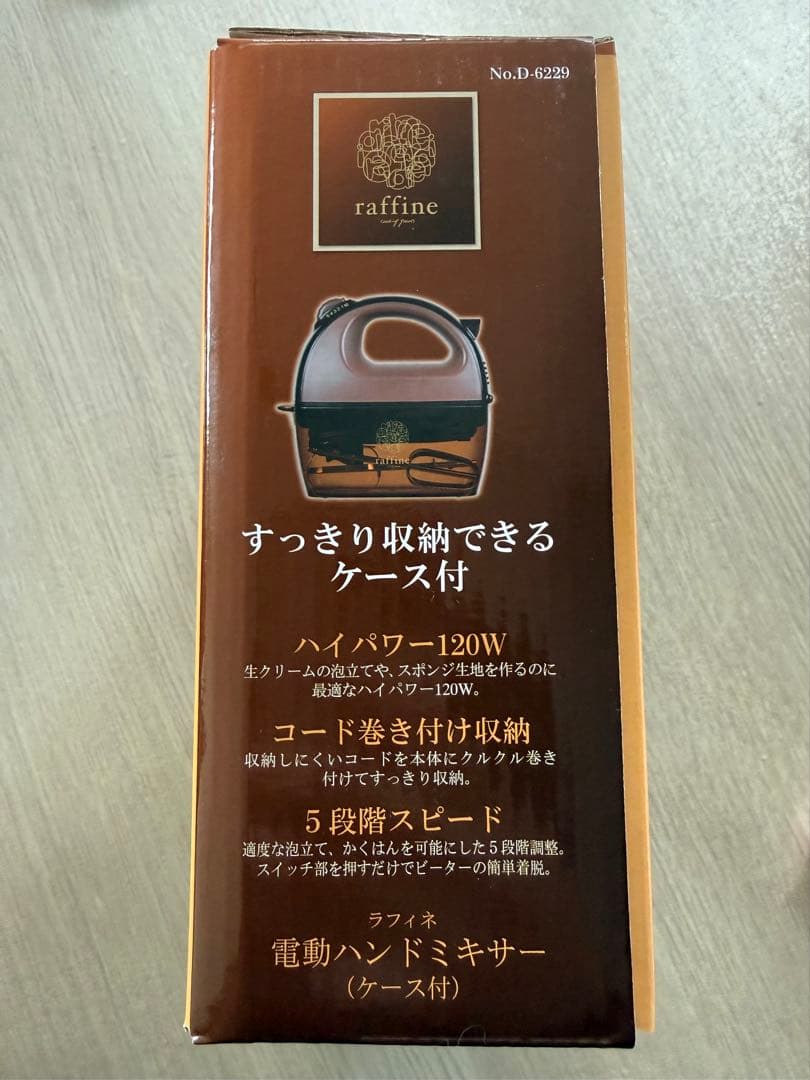 No.D-6229
raffine
raffine
すっきり収納できる
ケース付
ハイパワー120W
生クリームの泡立てや、スポンジ生地を作るのに
最適なハイパワー120W。
コード巻き付け収納
収納しにくいコードを本体にクルクル巻き
付けてすっきり収納。
5段階スピード
適度な泡立て、かくはんを可能にした5段階調整。
スイッチ部を押すだけでビーターの簡単着脱。
ラフィネ
電動ハンドミキサー
(ケース付)